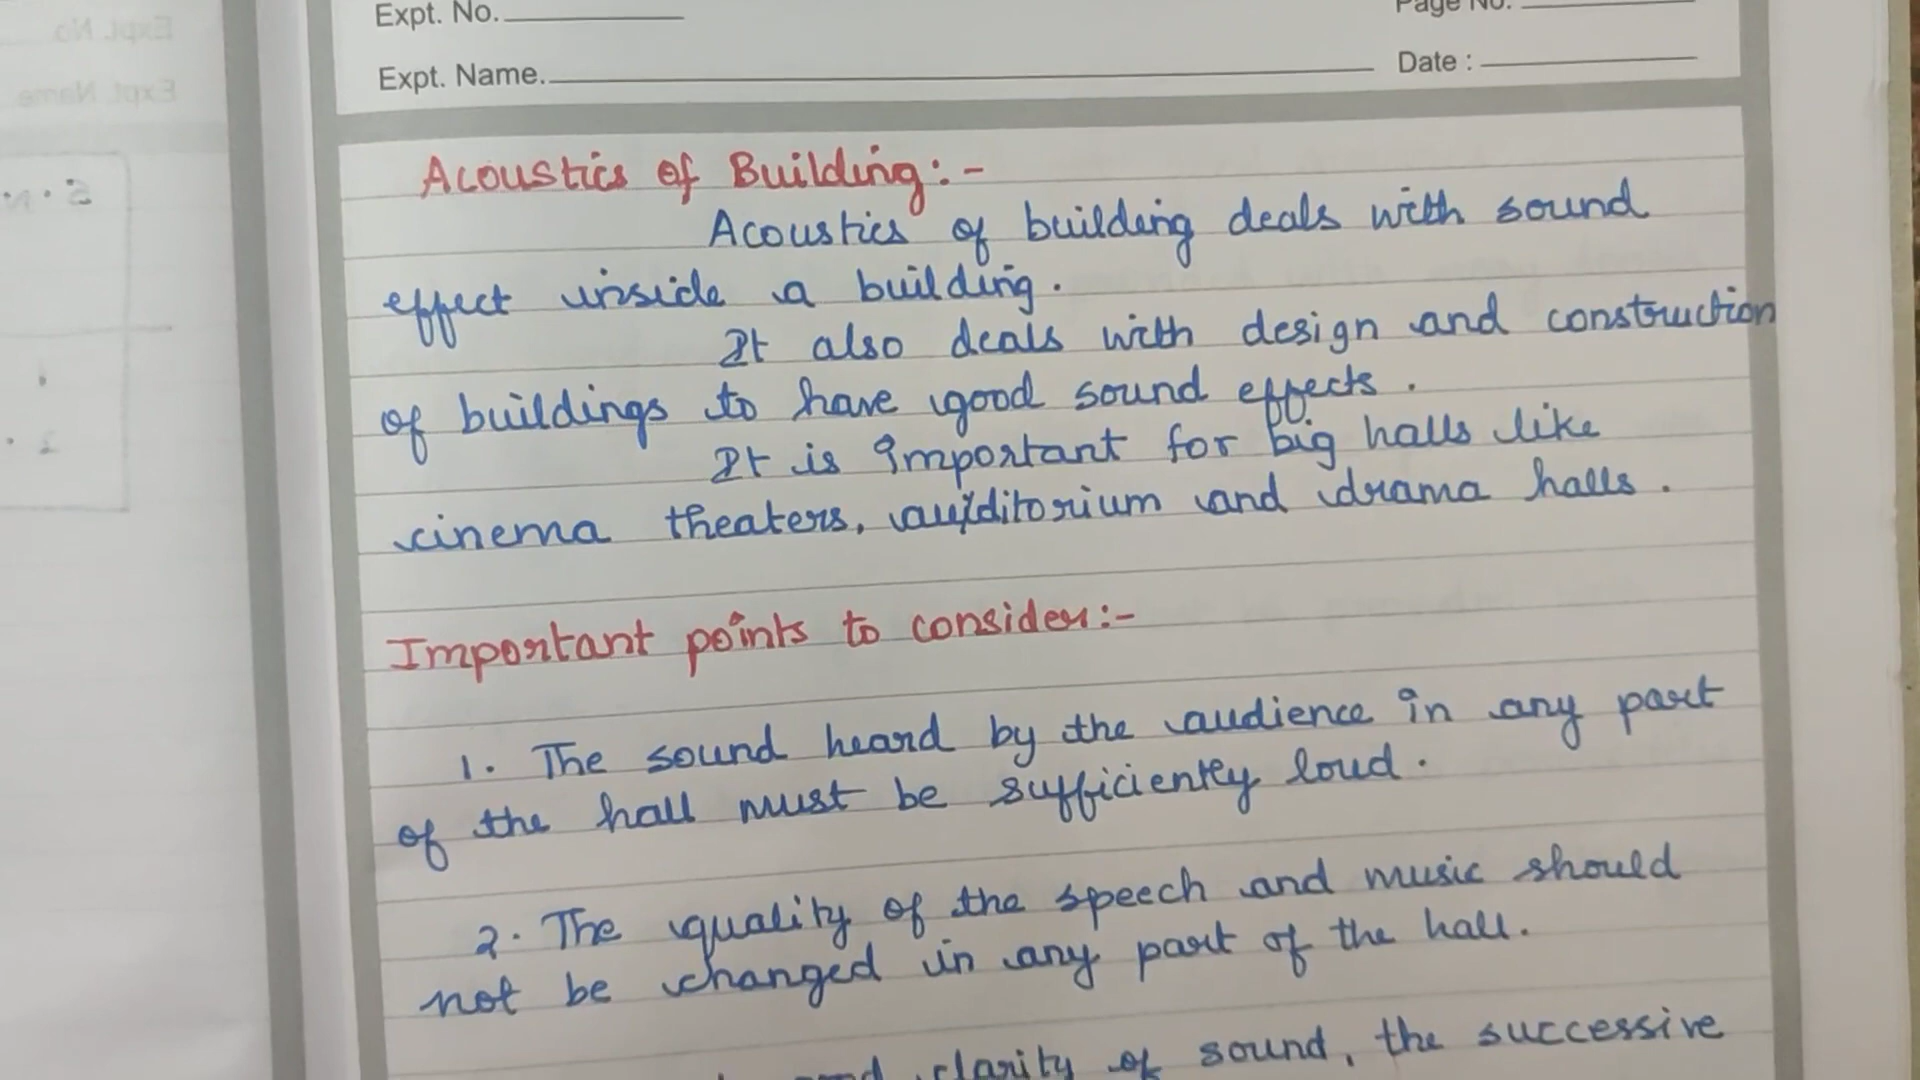 Expt. No.
Page No.
Expt. Name.
Date :
Acoustics of Building:-
Acoustics of building deals with sound
effect inside a building.
It also deals with design and construction
of buildings to have good sound effects.
It is important for big halls like
cinema theaters, auditorium and drama halls.
Important points to consider:-
1. The sound heard by the audience in any part
of the hall must be sufficiently loud.
2. The quality of the speech and music should
not be changed in any part of the hall.
clarity of sound, the successive